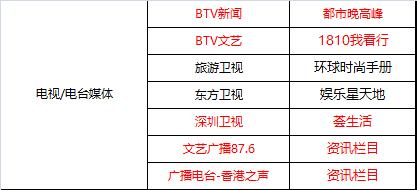 BTV新闻 都市晚高峰
BTV文艺 1810我看行
旅游卫视 环球时尚手册
电视/电台媒体 东方卫视 娱乐星天地
深圳卫视 荟生活
文艺广播87.6 资讯栏目
广播电台-香港之声 资讯栏目